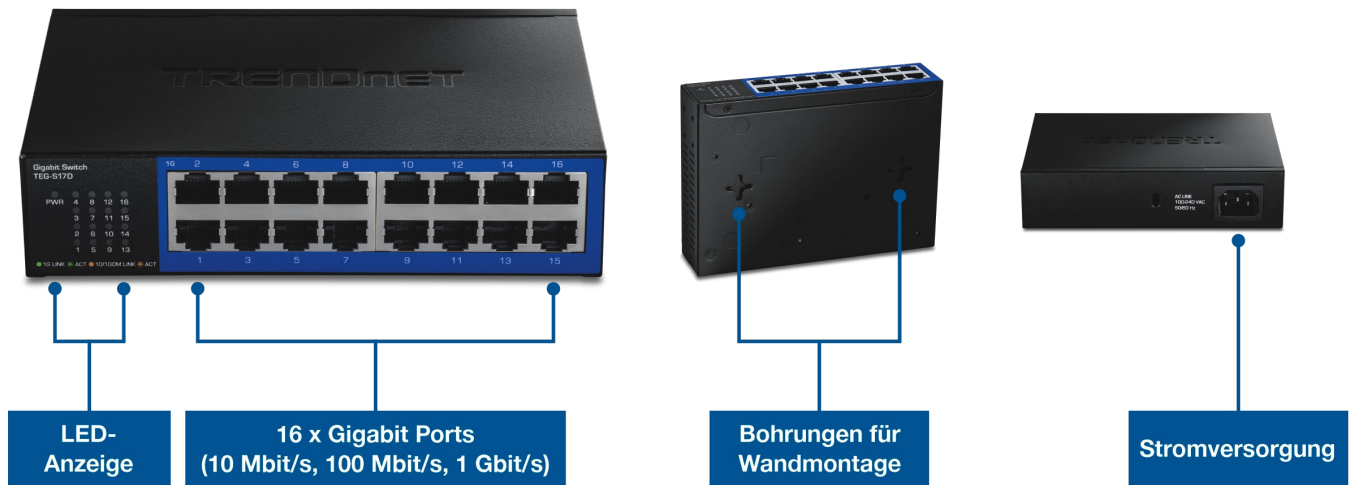 TRENDNET
Gigabit Switch
TEG-S17D
PWR 4 8 12 16
3 7 11 15
2 6 10 14
1 5 9 13
1G LINK ACT 10/100M LINK ACT
1G 2 4 6 8 10 12 14 16
1 3 5 7 9 11 13 15
TRENDNET
AC LINE
100-240 VAC
50/60 Hz
LED-
Anzeige
16 x Gigabit Ports
(10 Mbit/s, 100 Mbit/s, 1 Gbit/s)
Bohrungen für
Wandmontage
Stromversorgung